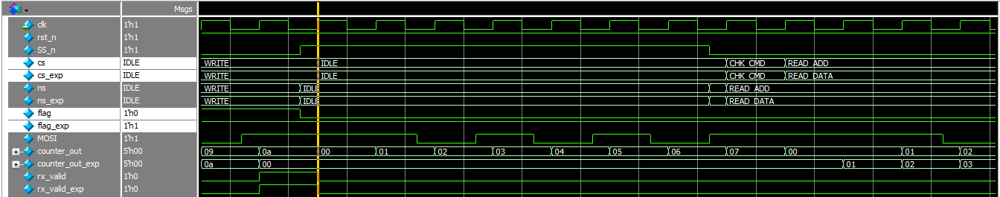 Msgs
clk 1'h1
rst_n 1'h1
SS_n 1'h1
cs IDLE WRITE IDLE CHK_CMD READ_ADD
cs_exp IDLE WRITE IDLE CHK_CMD READ_DATA
ns IDLE WRITE IDLE READ_ADD
ns_exp IDLE WRITE IDLE READ_DATA
flag 1'h0
flag_exp 1'h1
MOSI 1'h1
counter_out 5'h00 09 0a 00 01 02 03 04 05 06 07 00 01 02
counter_out_exp 5'h00 0a 00 01 02 03
rx_valid 1'h0
rx_valid_exp 1'h0